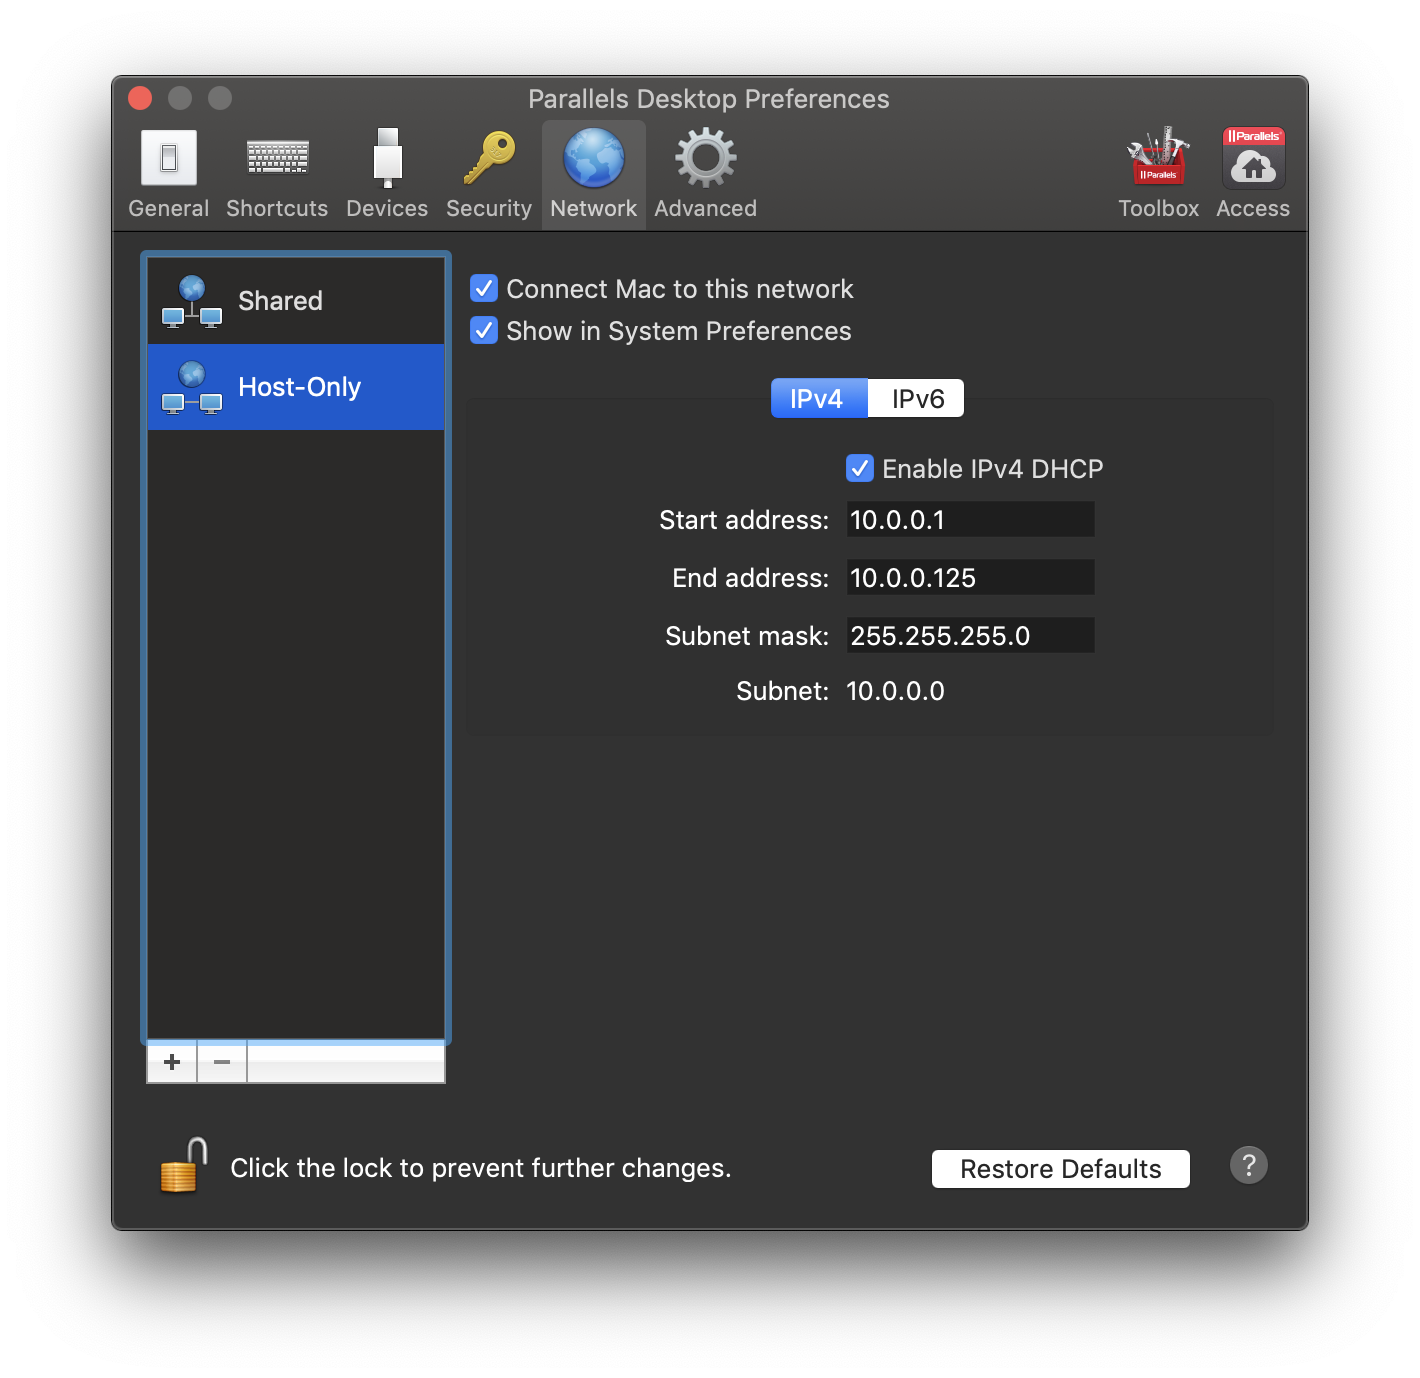 Parallels Desktop Preferences
General Shortcuts Devices Security Network Advanced Toolbox Access
Parallels
Parallels
Shared
Host-Only
Connect Mac to this network
Show in System Preferences
IPv4 IPv6
Enable IPv4 DHCP
Start address: 10.0.0.1
End address: 10.0.0.125
Subnet mask: 255.255.255.0
Subnet: 10.0.0.0
+ −
Click the lock to prevent further changes.
Restore Defaults
?